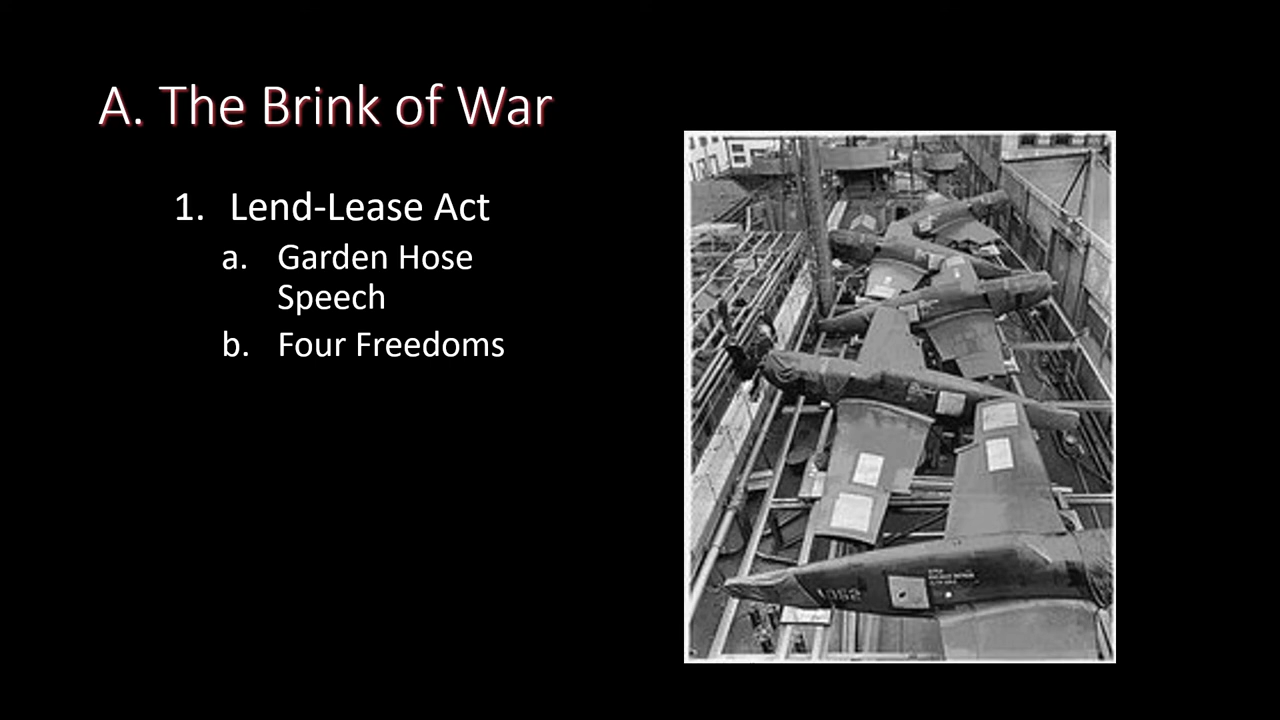 A. The Brink of War
1. Lend-Lease Act
a. Garden Hose
Speech
b. Four Freedoms